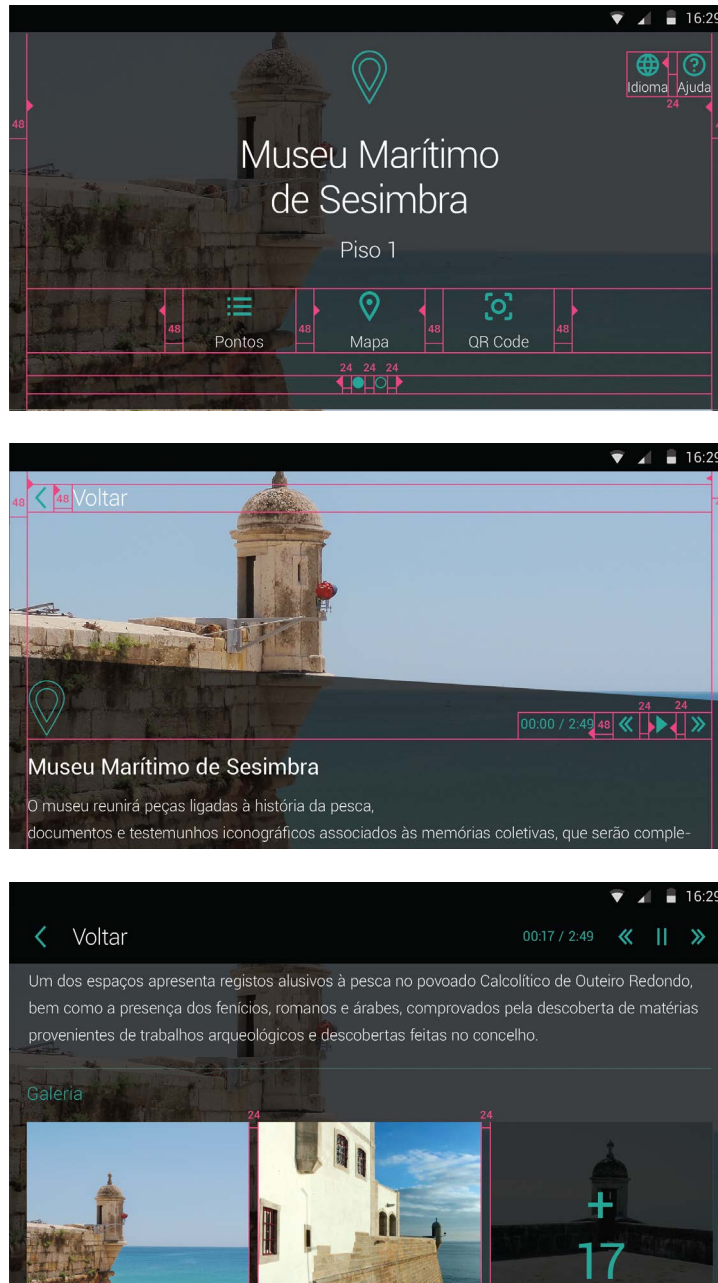 16:29
Idioma Ajuda
24
48
Museu Marítimo
de Sesimbra
Piso 1
48 48 48 48
Pontos Mapa QR Code
24 24 24
16:29
48 48 Voltar
24 24
00:00 / 2:49 48
Museu Marítimo de Sesimbra
O museu reunirá peças ligadas à história da pesca,
documentos e testemunhos iconográficos associados às memórias coletivas, que serão comple-
16:29
Voltar 00:17 / 2:49
Um dos espaços apresenta registos alusivos à pesca no povoado Calcolítico de Outeiro Redondo,
bem como a presença dos fenícios, romanos e árabes, comprovados pela descoberta de matérias
provenientes de trabalhos arqueológicos e descobertas feitas no concelho.
Galeria
24 24
+
17